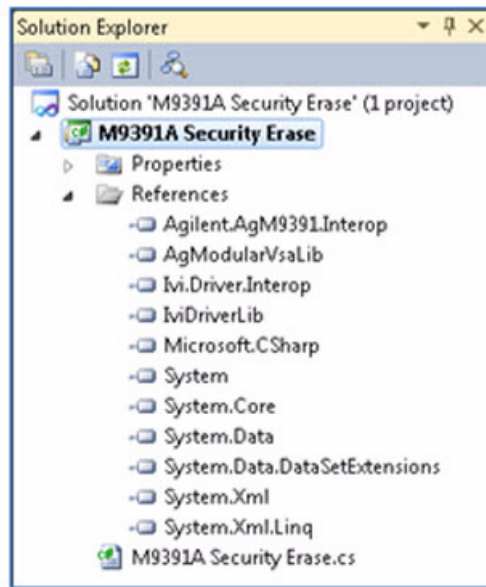 Solution Explorer
Solution 'M9391A Security Erase' (1 project)
M9391A Security Erase
Properties
References
Agilent.AgM9391.Interop
AgModularVsaLib
Ivi.Driver.Interop
IviDriverLib
Microsoft.CSharp
System
System.Core
System.Data
System.Data.DataSetExtensions
System.Xml
System.Xml.Linq
M9391A Security Erase.cs